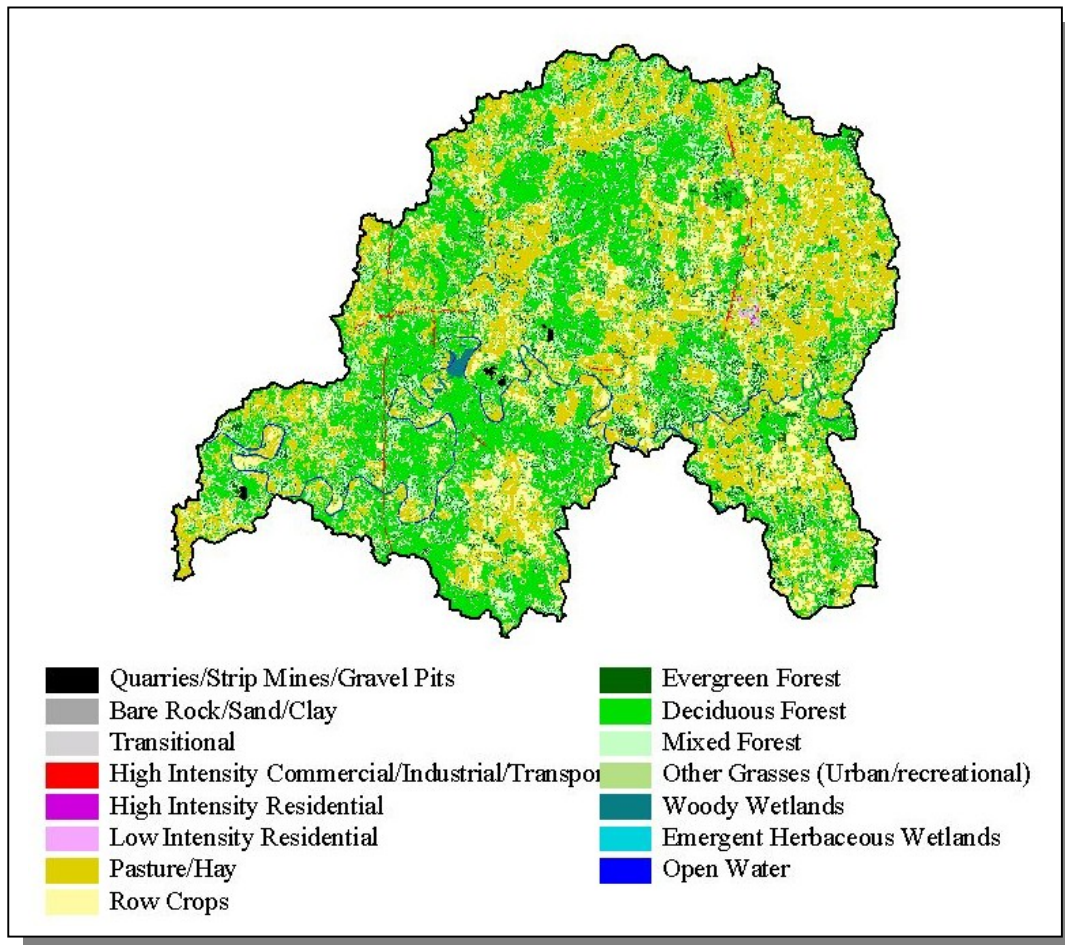 Quarries/Strip Mines/Gravel Pits
Bare Rock/Sand/Clay
Transitional
High Intensity Commercial/Industrial/Transpor
High Intensity Residential
Low Intensity Residential
Pasture/Hay
Row Crops
Evergreen Forest
Deciduous Forest
Mixed Forest
Other Grasses (Urban/recreational)
Woody Wetlands
Emergent Herbaceous Wetlands
Open Water